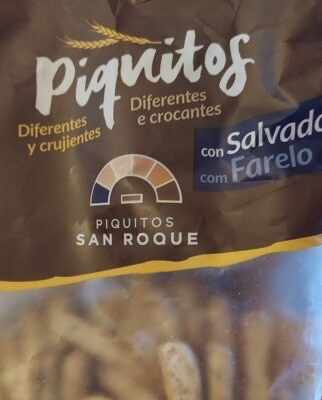 Piquitos
Diferentes
y crujientes
Diferentes
e crocantes
con Salvado
com Farelo
PIQUITOS
SAN ROQUE